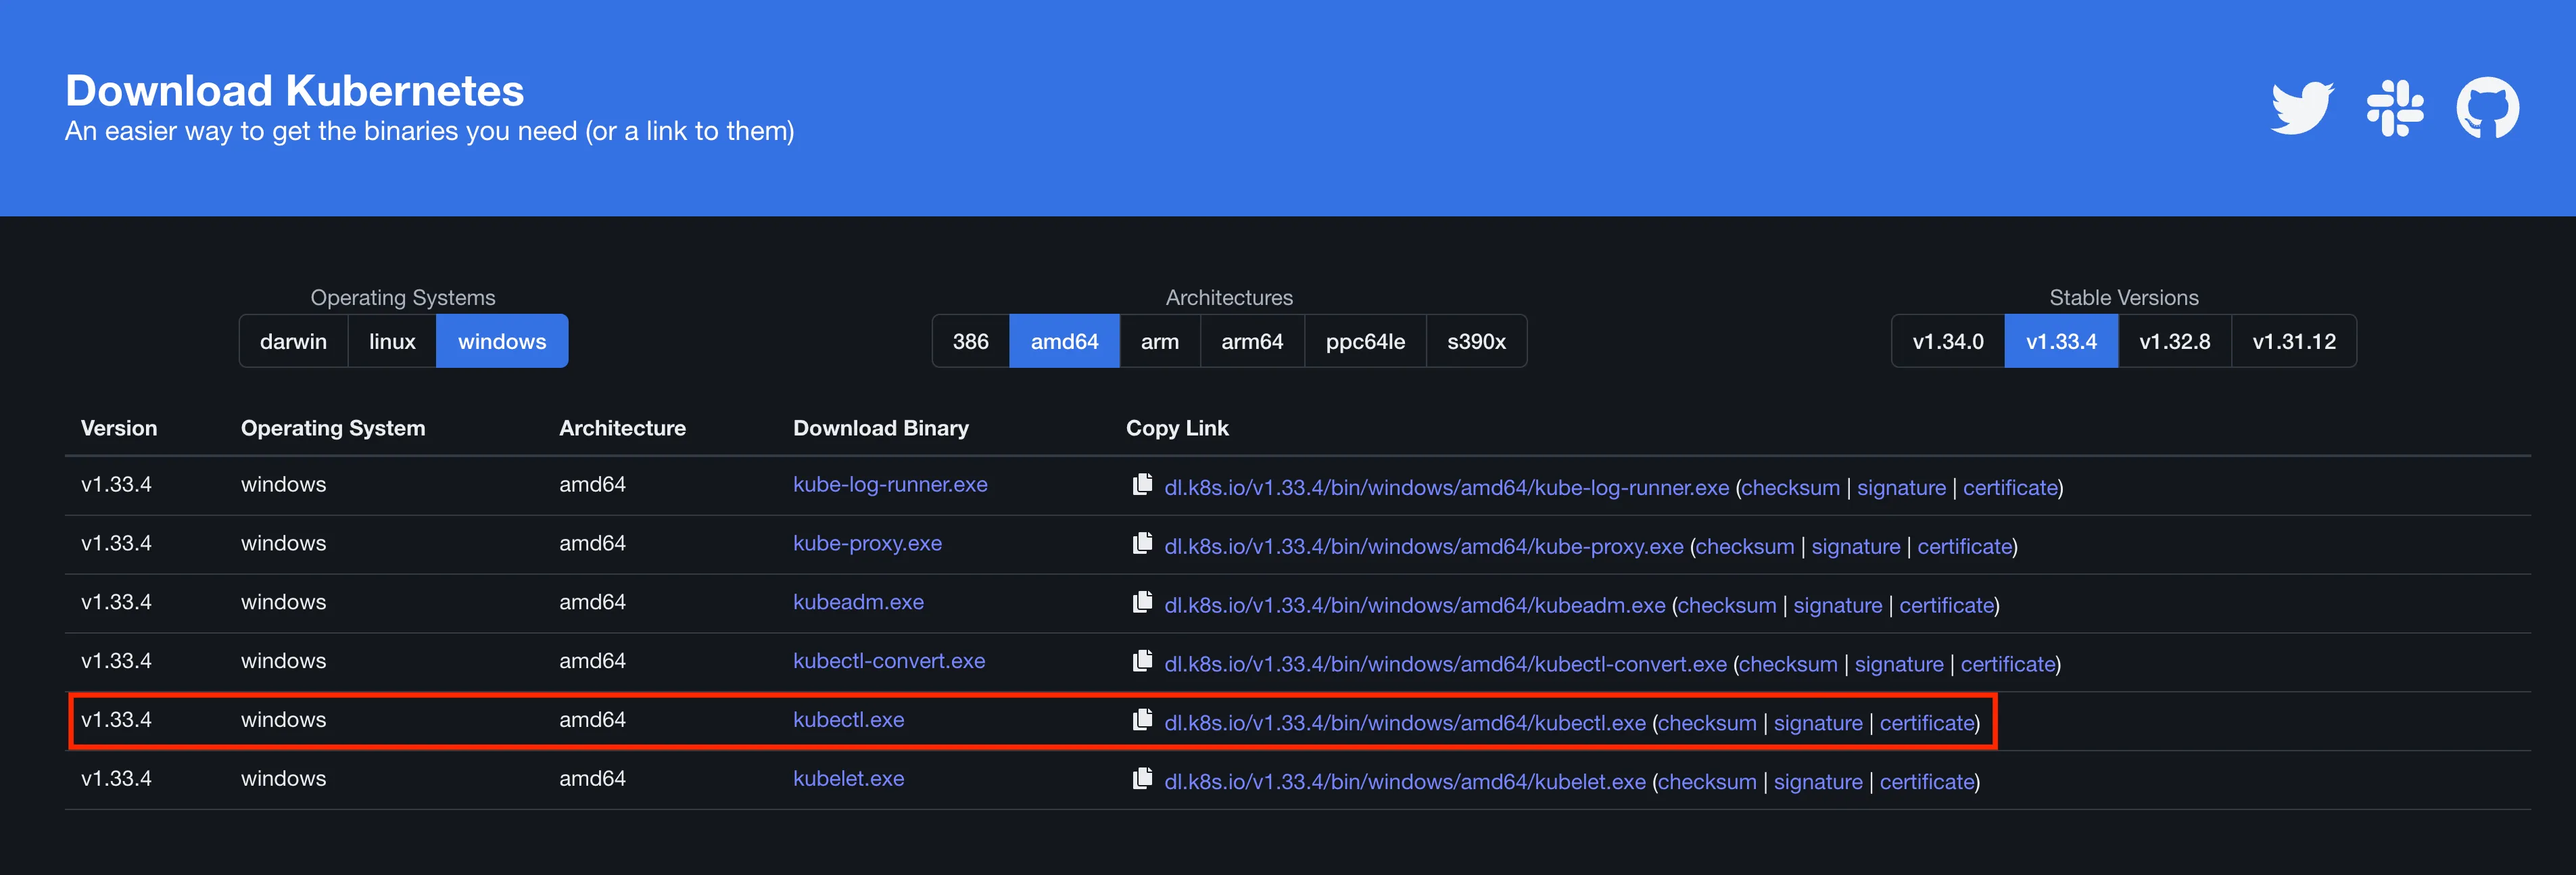 Download Kubernetes
An easier way to get the binaries you need (or a link to them)
Operating Systems Architectures Stable Versions
darwin linux windows 386 amd64 arm arm64 ppc64le s390x v1.34.0 v1.33.4 v1.32.8 v1.31.12
Version Operating System Architecture Download Binary Copy Link
v1.33.4 windows amd64 kube-log-runner.exe dl.k8s.io/v1.33.4/bin/windows/amd64/kube-log-runner.exe (checksum | signature | certificate)
v1.33.4 windows amd64 kube-proxy.exe dl.k8s.io/v1.33.4/bin/windows/amd64/kube-proxy.exe (checksum | signature | certificate)
v1.33.4 windows amd64 kubeadm.exe dl.k8s.io/v1.33.4/bin/windows/amd64/kubeadm.exe (checksum | signature | certificate)
v1.33.4 windows amd64 kubectl-convert.exe dl.k8s.io/v1.33.4/bin/windows/amd64/kubectl-convert.exe (checksum | signature | certificate)
v1.33.4 windows amd64 kubectl.exe dl.k8s.io/v1.33.4/bin/windows/amd64/kubectl.exe (checksum | signature | certificate)
v1.33.4 windows amd64 kubelet.exe dl.k8s.io/v1.33.4/bin/windows/amd64/kubelet.exe (checksum | signature | certificate)